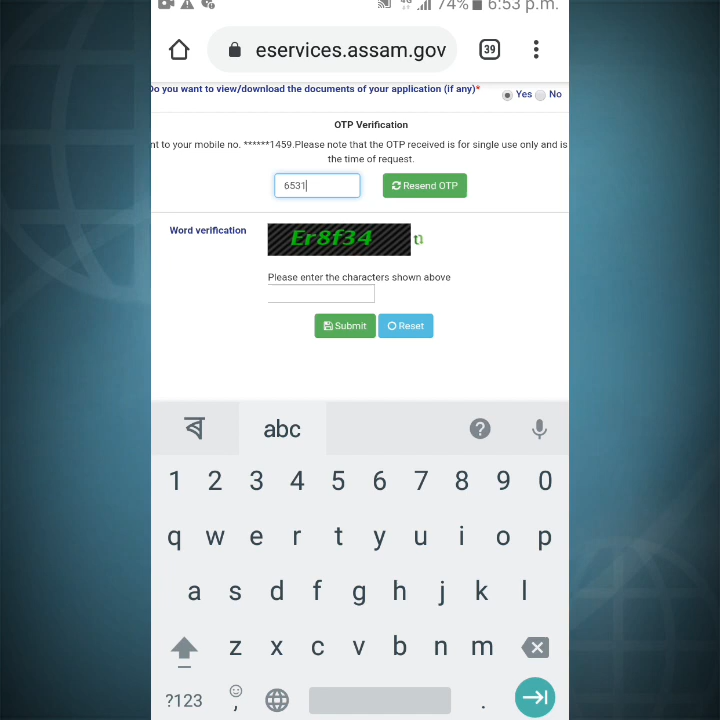 74% 6:53 p.m.
eservices.assam.gov 39
Do you want to view/download the documents of your application (if any)* Yes No
OTP Verification
nt to your mobile no. ******1459.Please note that the OTP received is for single use only and is
the time of request.
6531 Resend OTP
Word verification Er8f34
Please enter the characters shown above
Submit Reset
ৰ abc ?
1 2 3 4 5 6 7 8 9 0
q w e r t y u i o p
a s d f g h j k l
z x c v b n m
?123 , .